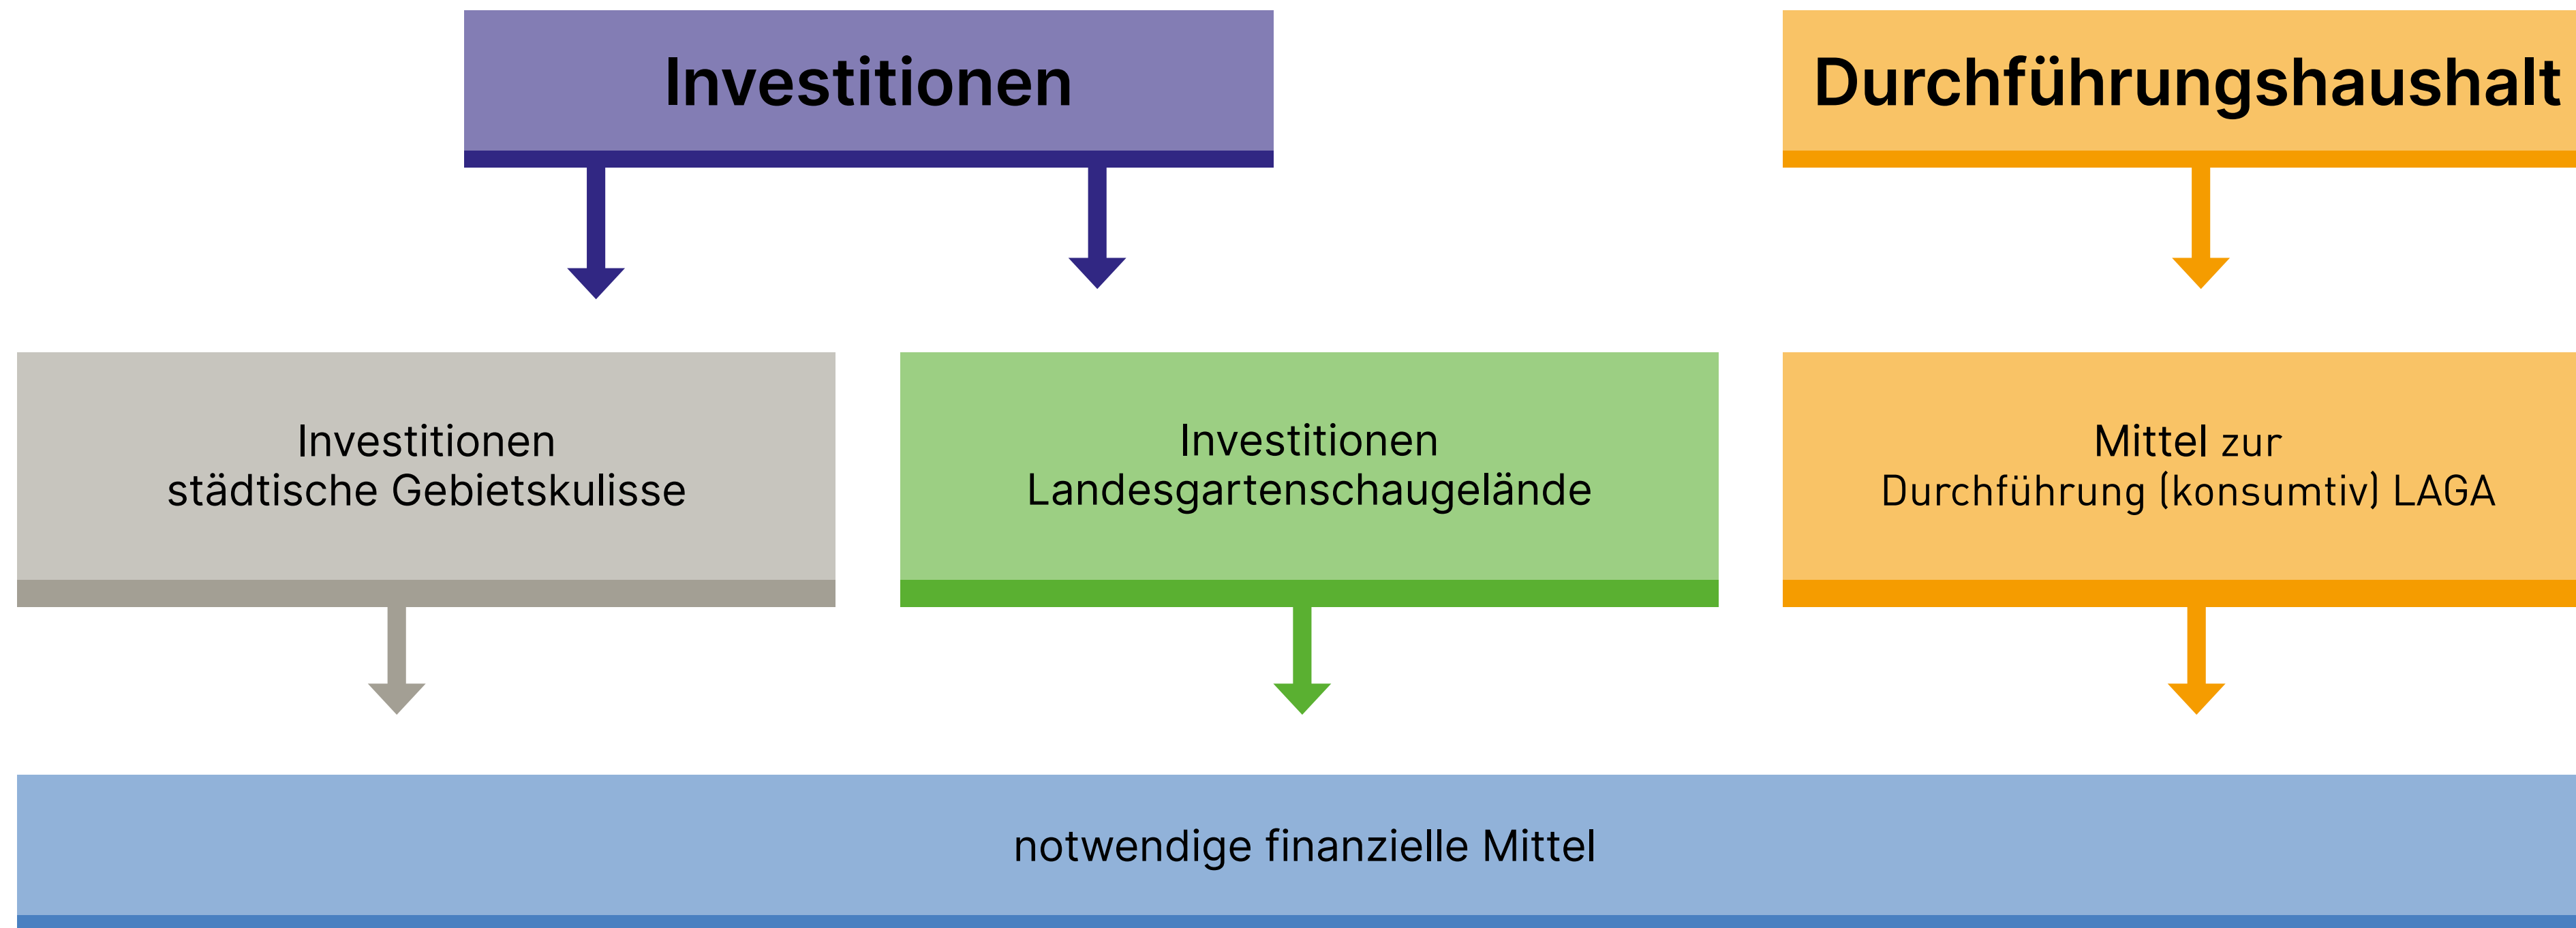 Investitionen
Durchführungshaushalt
Investitionen
städtische Gebietskulisse
Investitionen
Landesgartenschaugelände
Mittel zur
Durchführung (konsumtiv) LAGA
notwendige finanzielle Mittel